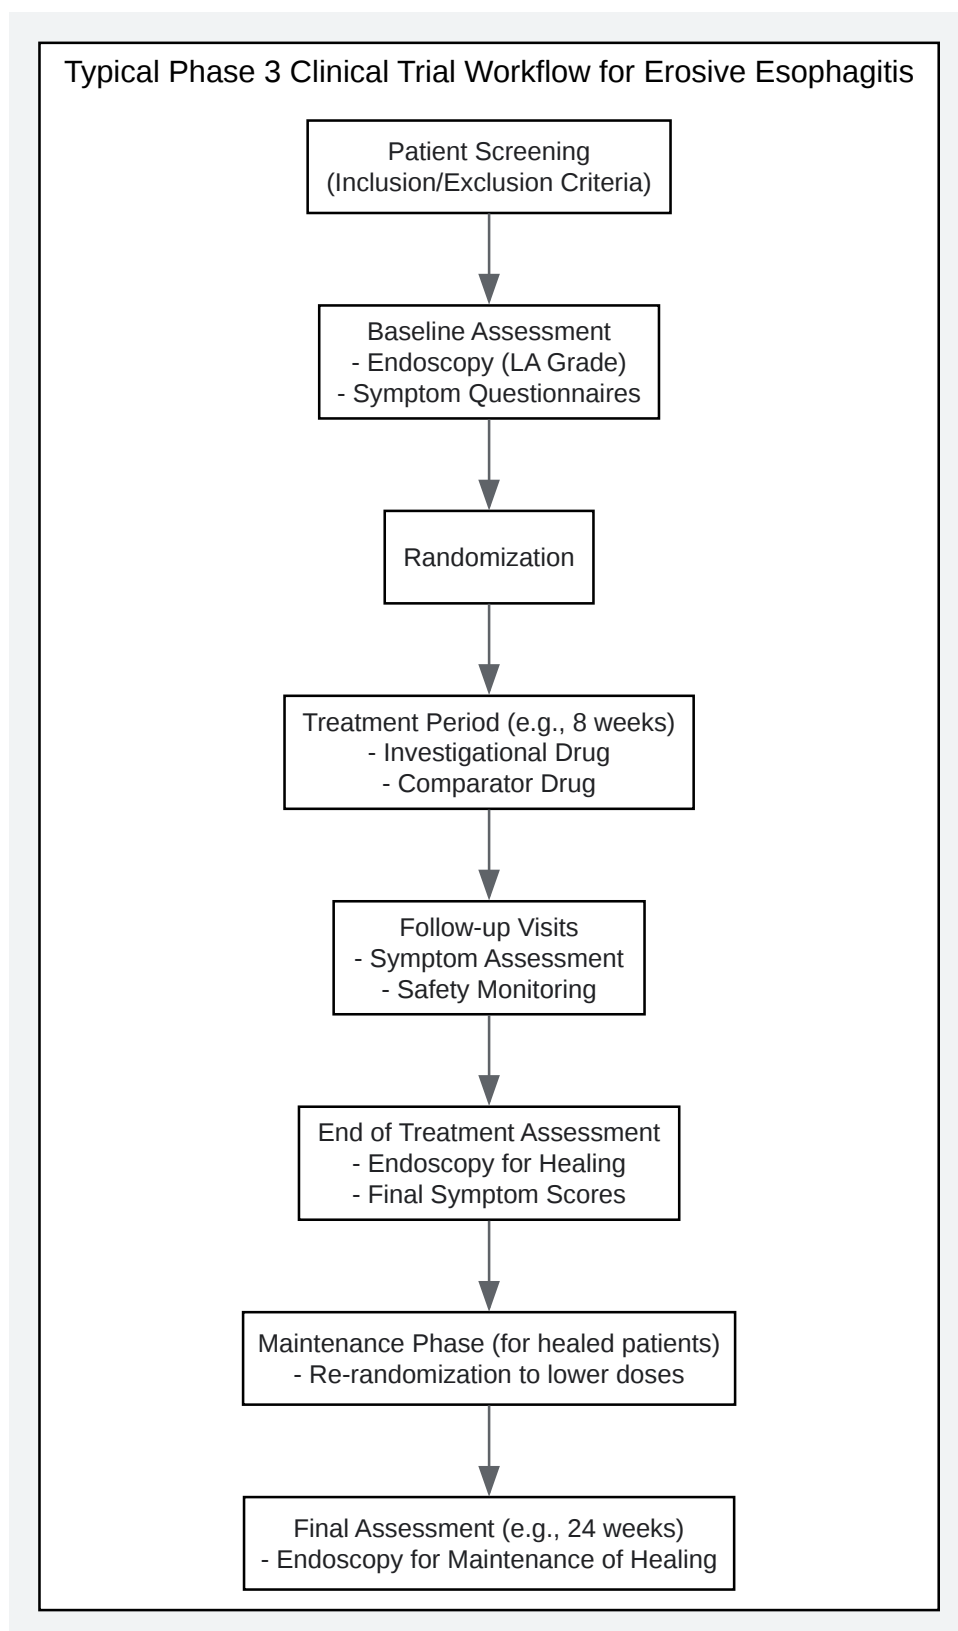 Typical Phase 3 Clinical Trial Workflow for Erosive Esophagitis
Patient Screening
(Inclusion/Exclusion Criteria)
Baseline Assessment
- Endoscopy (LA Grade)
- Symptom Questionnaires
Randomization
Treatment Period (e.g., 8 weeks)
- Investigational Drug
- Comparator Drug
Follow-up Visits
- Symptom Assessment
- Safety Monitoring
End of Treatment Assessment
- Endoscopy for Healing
- Final Symptom Scores
Maintenance Phase (for healed patients)
- Re-randomization to lower doses
Final Assessment (e.g., 24 weeks)
- Endoscopy for Maintenance of Healing